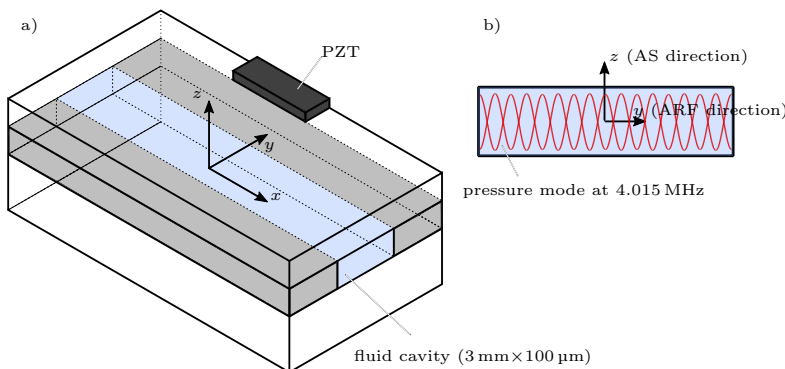 a)
PZT
z
y
x
fluid cavity (3 mm×100 µm)
b)
z (AS direction)
y (ARF direction)
pressure mode at 4.015 MHz